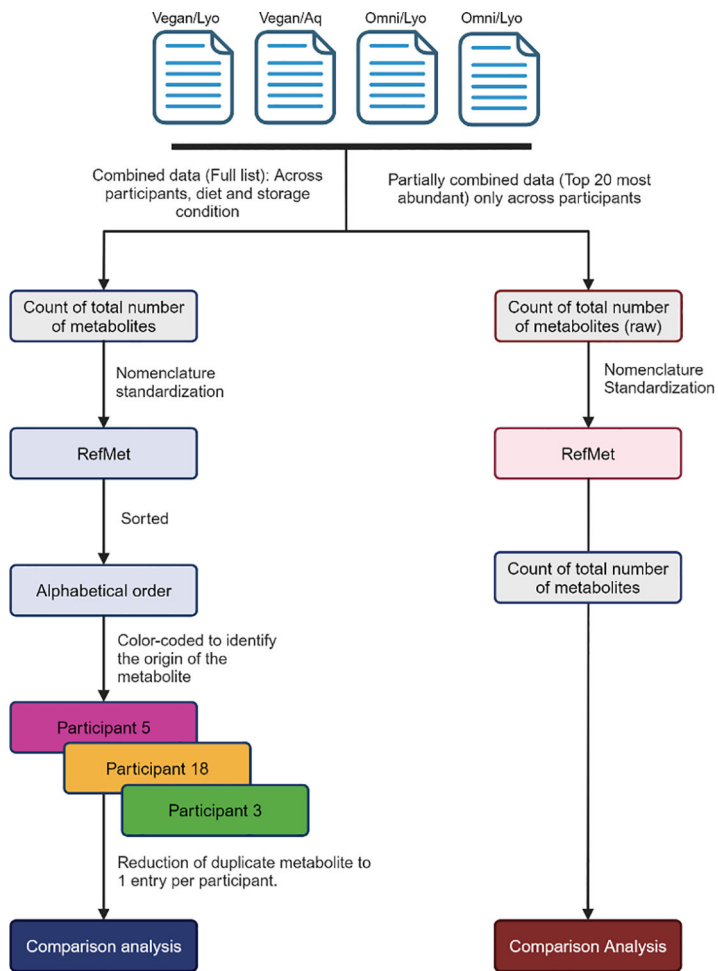 Vegan/Lyo Vegan/Aq Omni/Lyo Omni/Lyo
Combined data (Full list): Across
participants, diet and storage
condition
Partially combined data (Top 20 most
abundant) only across participants
Count of total number
of metabolites
Nomenclature
standardization
RefMet
Sorted
Alphabetical order
Color-coded to identify
the origin of the
metabolite
Participant 5
Participant 18
Participant 3
Reduction of duplicate metabolite to
1 entry per participant.
Comparison analysis
Count of total number
of metabolites (raw)
Nomenclature
Standardization
RefMet
Count of total number
of metabolites
Comparison Analysis